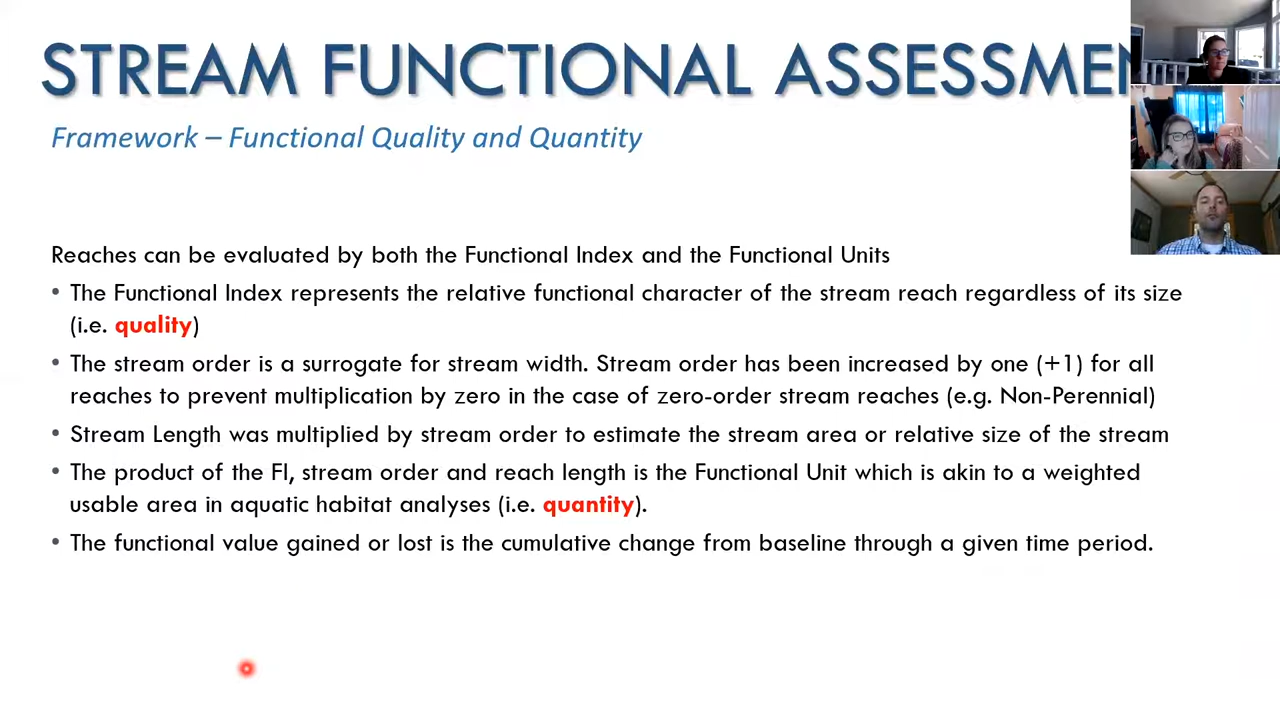 STREAM FUNCTIONAL ASSESSMEN
Framework – Functional Quality and Quantity
Reaches can be evaluated by both the Functional Index and the Functional Units
• The Functional Index represents the relative functional character of the stream reach regardless of its size
(i.e. quality)
• The stream order is a surrogate for stream width. Stream order has been increased by one (+1) for all
reaches to prevent multiplication by zero in the case of zero-order stream reaches (e.g. Non-Perennial)
• Stream Length was multiplied by stream order to estimate the stream area or relative size of the stream
• The product of the FI, stream order and reach length is the Functional Unit which is akin to a weighted
usable area in aquatic habitat analyses (i.e. quantity).
• The functional value gained or lost is the cumulative change from baseline through a given time period.